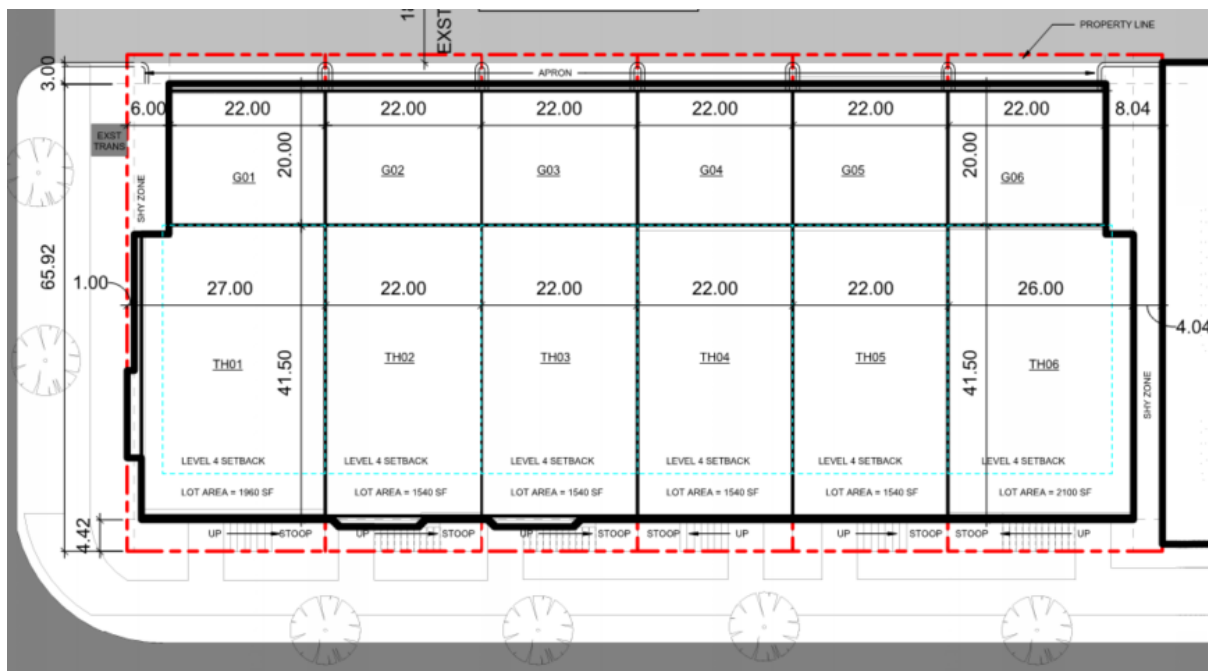 18
EXST
PROPERTY LINE
3.00
APRON
6.00
22.00
22.00
22.00
22.00
22.00
22.00
8.04
EXST
TRANS
20.00
20.00
G01
G02
G03
G04
G05
G06
SHY ZONE
65.92
1.00
27.00
22.00
22.00
22.00
22.00
26.00
4.04
TH01
TH02
TH03
TH04
TH05
TH06
41.50
41.50
SHY ZONE
LEVEL 4 SETBACK
LEVEL 4 SETBACK
LEVEL 4 SETBACK
LEVEL 4 SETBACK
LEVEL 4 SETBACK
LEVEL 4 SETBACK
LOT AREA = 1960 SF
LOT AREA = 1540 SF
LOT AREA = 1540 SF
LOT AREA = 1540 SF
LOT AREA = 1540 SF
LOT AREA = 2100 SF
4.42
UP
STOOP
UP
STOOP
UP
STOOP
STOOP
UP
UP
STOOP
STOOP
UP